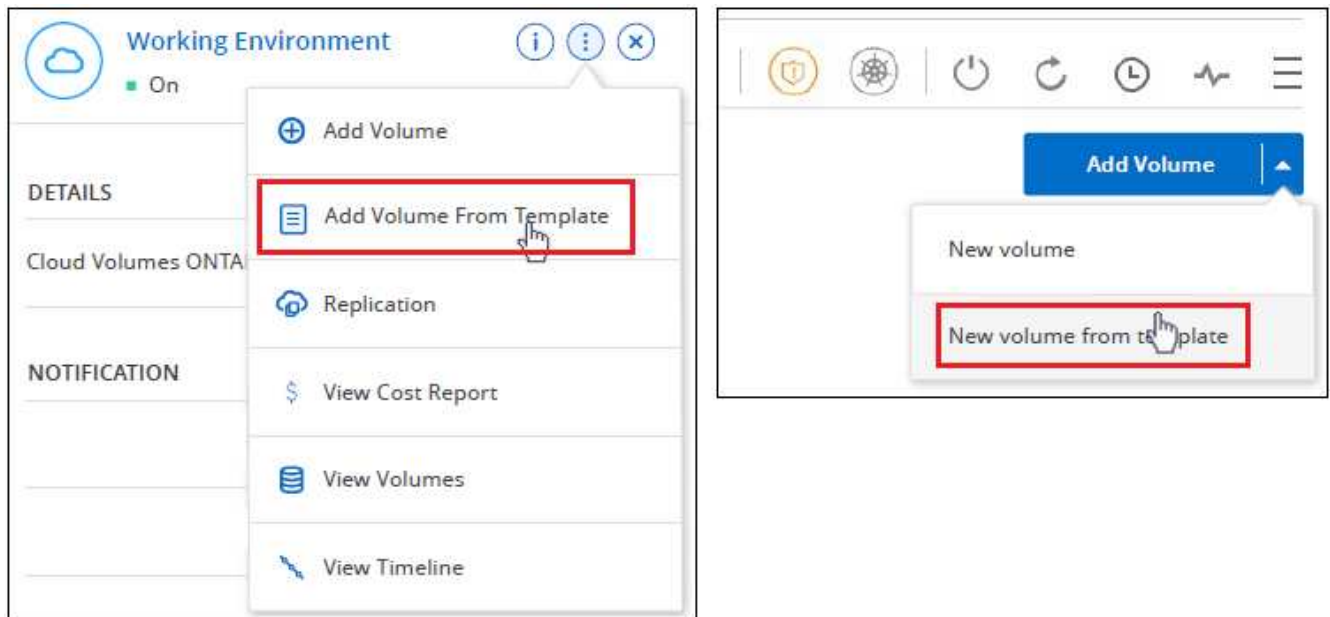 Working Environment
On
Add Volume
DETAILS
Add Volume From Template
Cloud Volumes ONTA
Replication
NOTIFICATION
View Cost Report
View Volumes
View Timeline
Add Volume
New volume
New volume from template